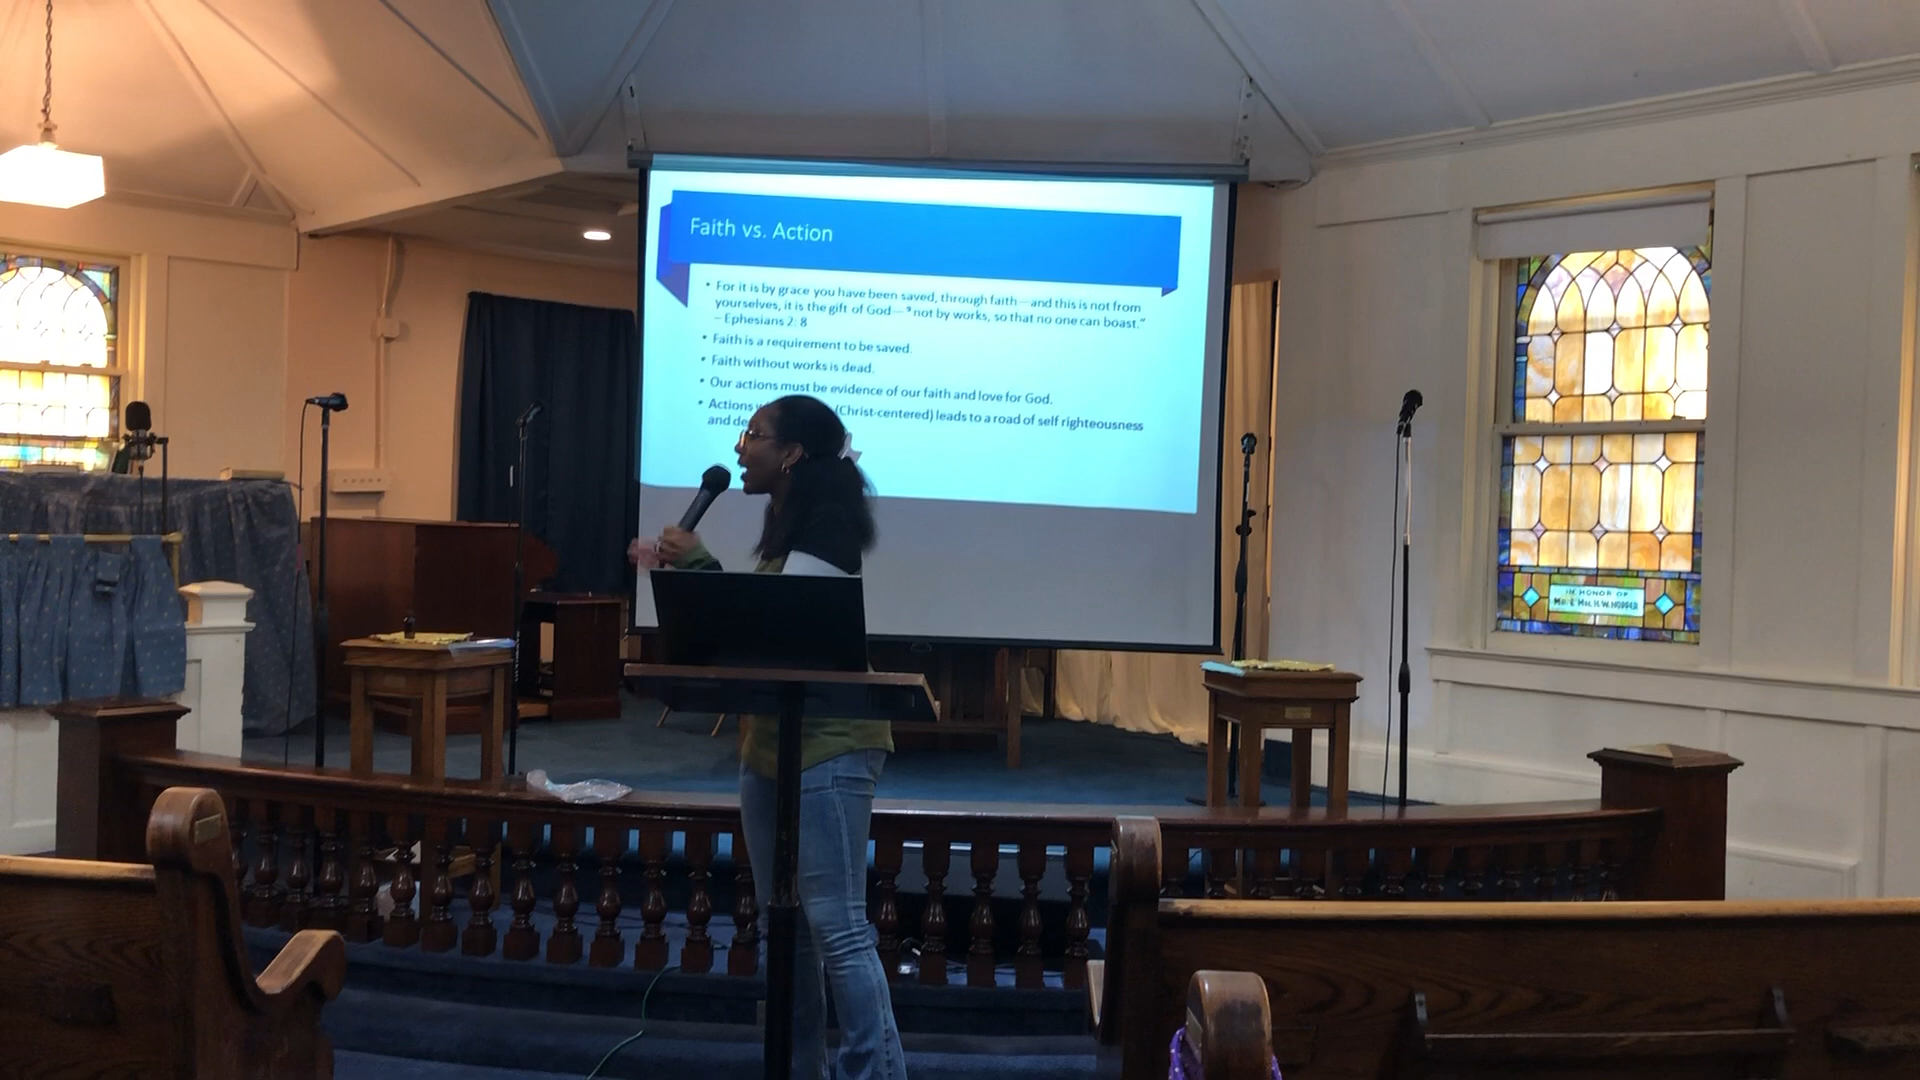 Faith vs. Action
• For it is by grace you have been saved, through faith—and this is not from
yourselves, it is the gift of God— 9 not by works, so that no one can boast."
– Ephesians 2: 8
• Faith is a requirement to be saved.
• Faith without works is dead.
• Our actions must be evidence of our faith and love for God.
• Actions (Christ-centered) leads to a road of self righteousness
and
IN HONOR OF
MR. & MRS. H.W.